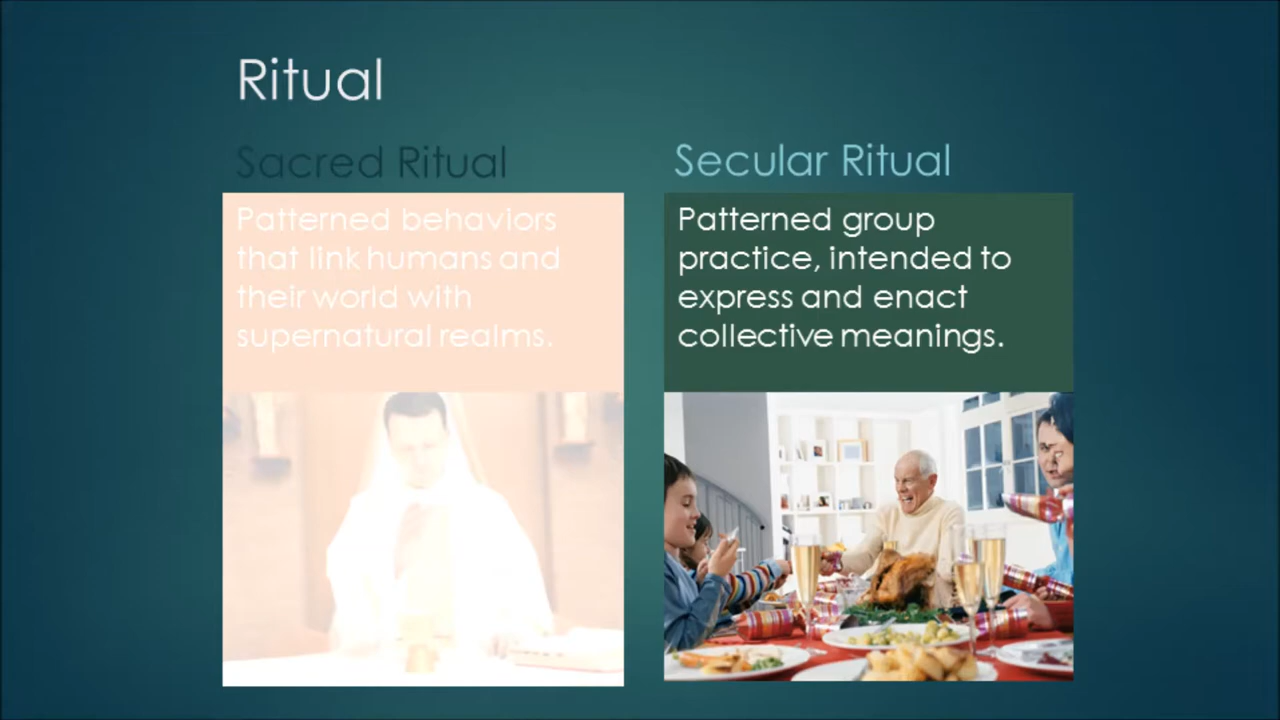 Ritual
Sacred Ritual
Patterned behaviors
that link humans and
their world with
supernatural realms.
Secular Ritual
Patterned group
practice, intended to
express and enact
collective meanings.